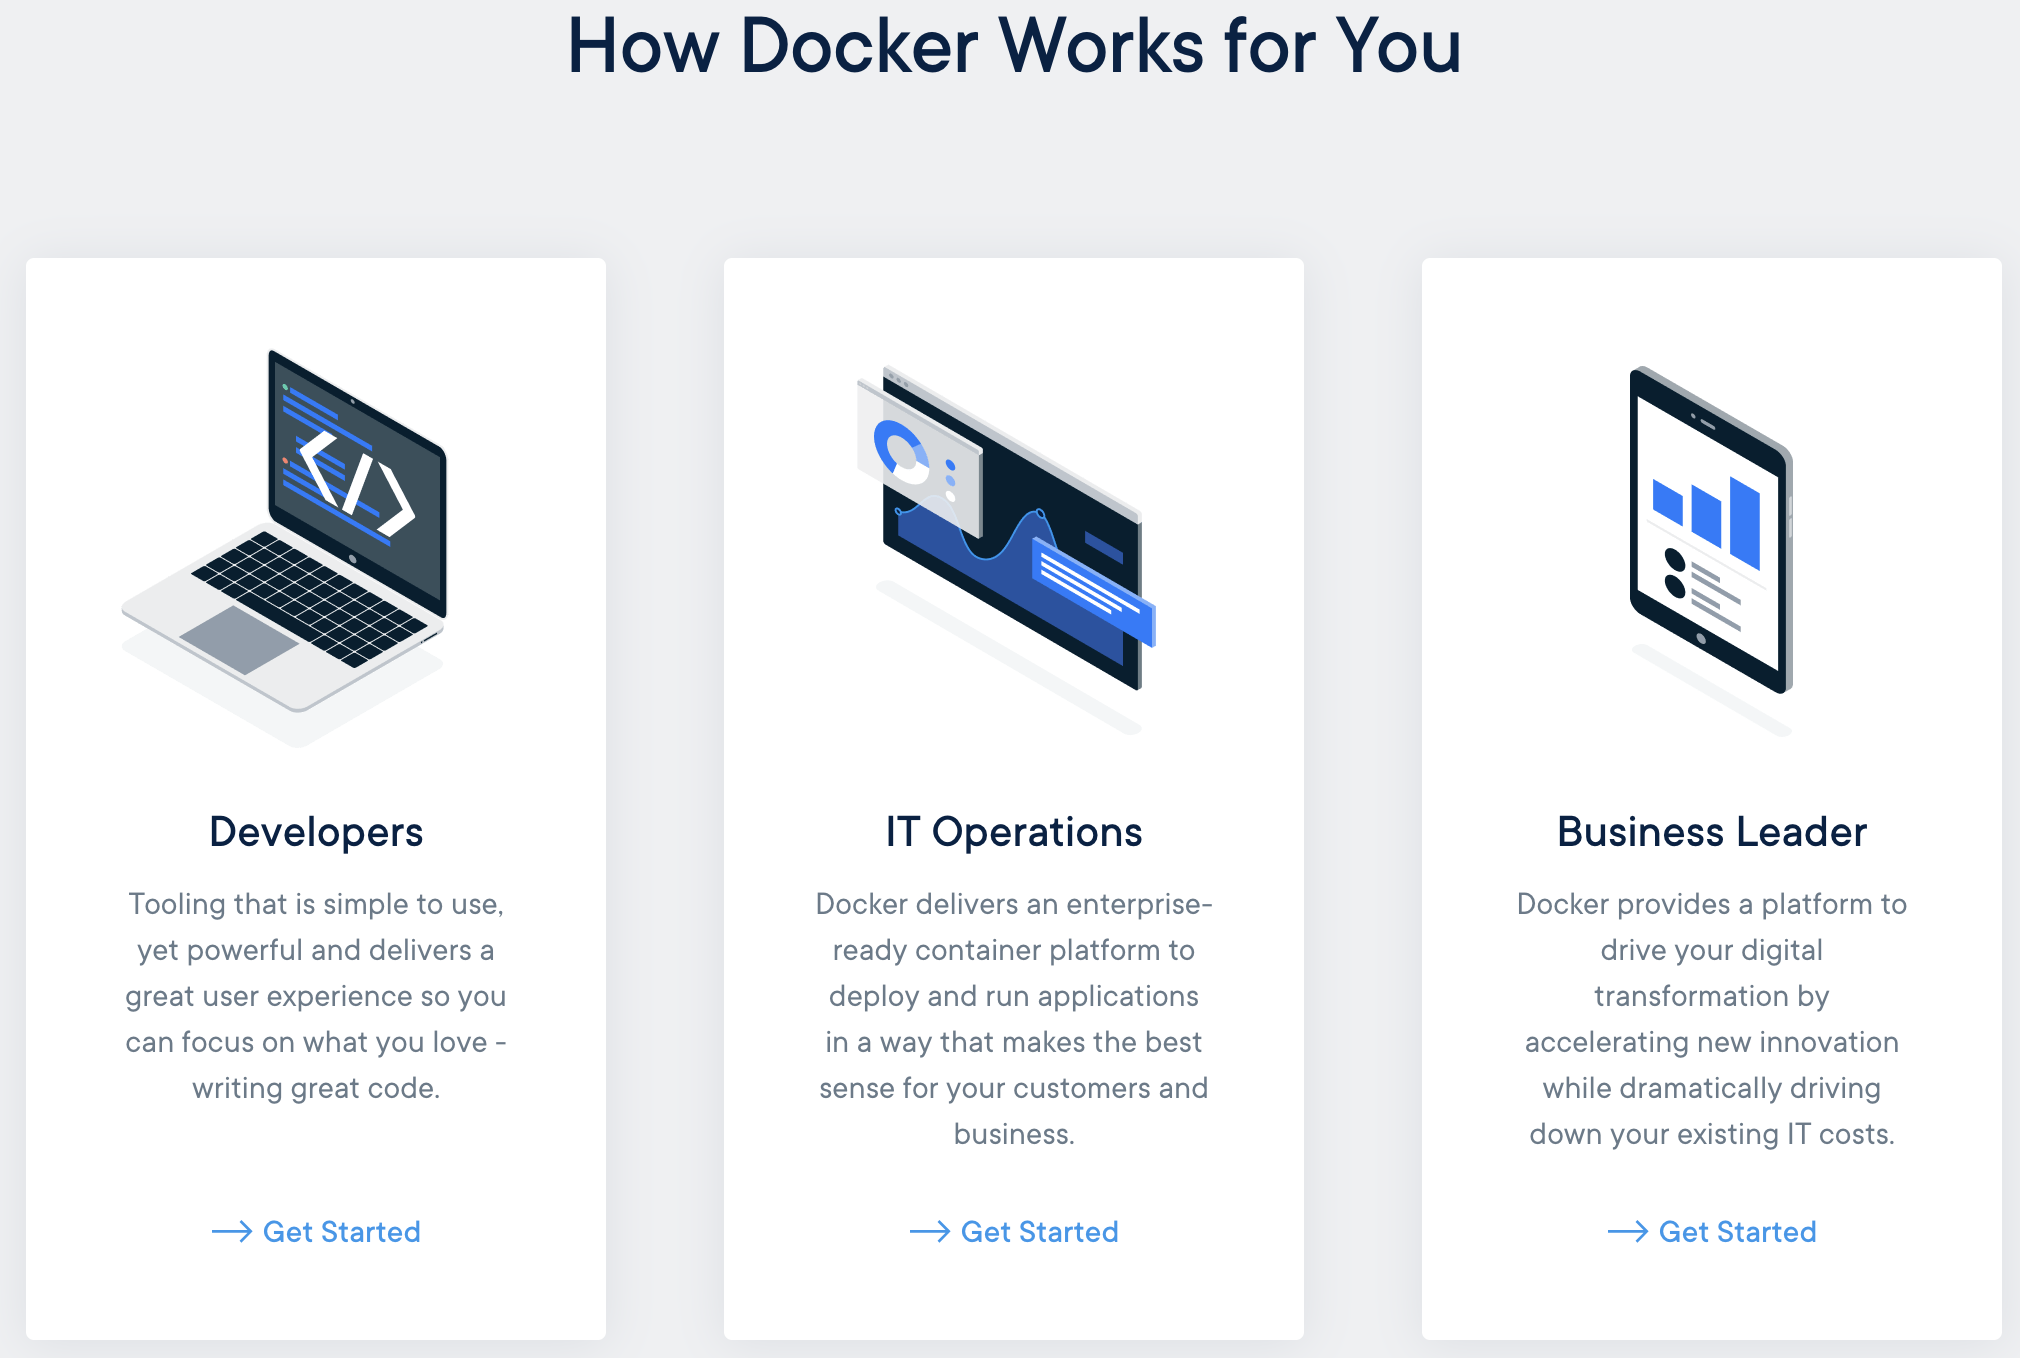 How Docker Works for You
Developers
Tooling that is simple to use,
yet powerful and delivers a
great user experience so you
can focus on what you love -
writing great code.
Get Started
IT Operations
Docker delivers an enterprise-
ready container platform to
deploy and run applications
in a way that makes the best
sense for your customers and
business.
Get Started
Business Leader
Docker provides a platform to
drive your digital
transformation by
accelerating new innovation
while dramatically driving
down your existing IT costs.
Get Started